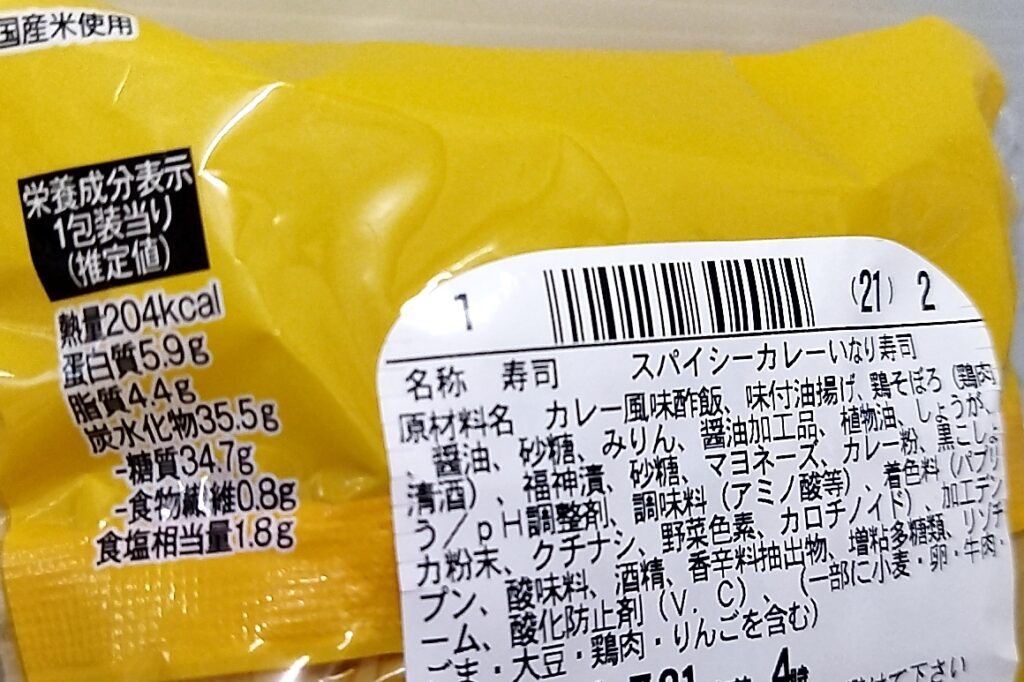 国産米使用
栄養成分表示
1包装当り
(推定値)
熱量204kcal
蛋白質5.9g
脂質4.4g
炭水化物35.5g
-糖質34.7g
-食物繊維0.8g
食塩相当量1.8g
1 (21) 2
名称 寿司 スパイシーカレーいなり寿司
原材料名 カレー風味酢飯、味付油揚げ、鶏そぼろ(鶏肉
、醤油、砂糖、みりん、醤油加工品、植物油、しょうが、
清酒)、福神漬、砂糖、マヨネーズ、カレー粉、黒こしょ
う/pH調整剤、調味料(アミノ酸等)、着色料(パプリ
カ粉末、クチナシ、野菜色素、カロチノイド)、加工デン
プン、酸味料、酒精、香辛料抽出物、増粘多糖類、リゾチ
ーム、酸化防止剤(V.C)、(一部に小麦・卵・牛肉・
ごま・大豆・鶏肉・りんごを含む)
4時
けて下さい